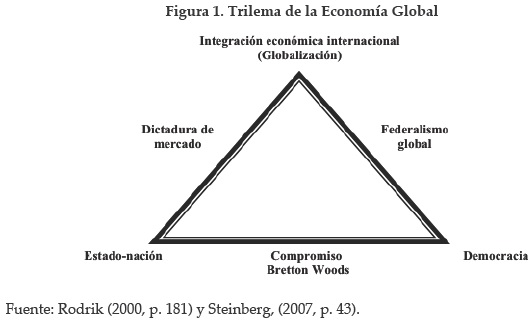 Figura 1. Trilema de la Economía Global
Integración económica internacional
(Globalización)
Dictadura de
mercado
Federalismo
global
Estado-nación
Compromiso
Bretton Woods
Democracia
Fuente: Rodrik (2000, p. 181) y Steinberg, (2007, p. 43).